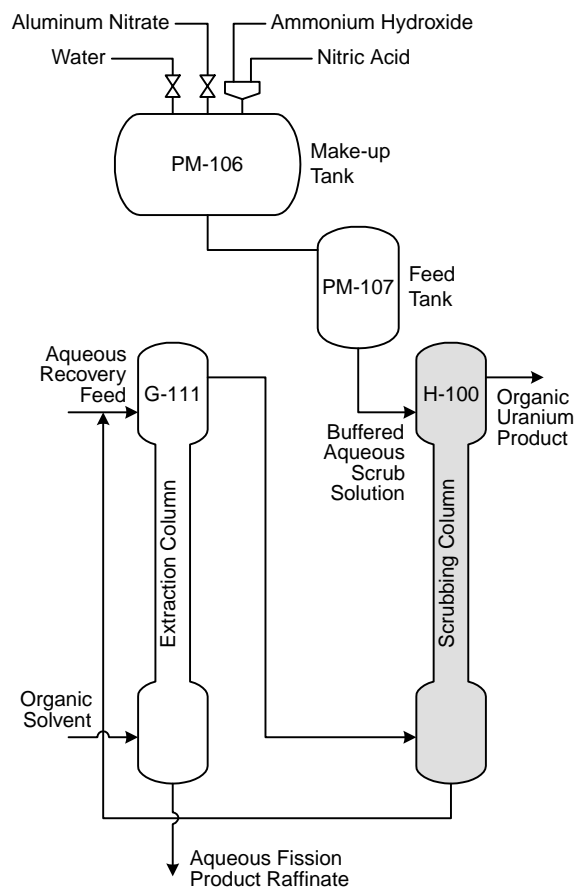 Aluminum Nitrate
Ammonium Hydroxide
Water
Nitric Acid
PM-106
Make-up
Tank
PM-107
Feed
Tank
Aqueous
Recovery
Feed
G-111
H-100
Organic
Uranium
Product
Buffered
Aqueous
Scrub
Solution
Extraction Column
Scrubbing Column
Organic
Solvent
Aqueous Fission
Product Raffinate